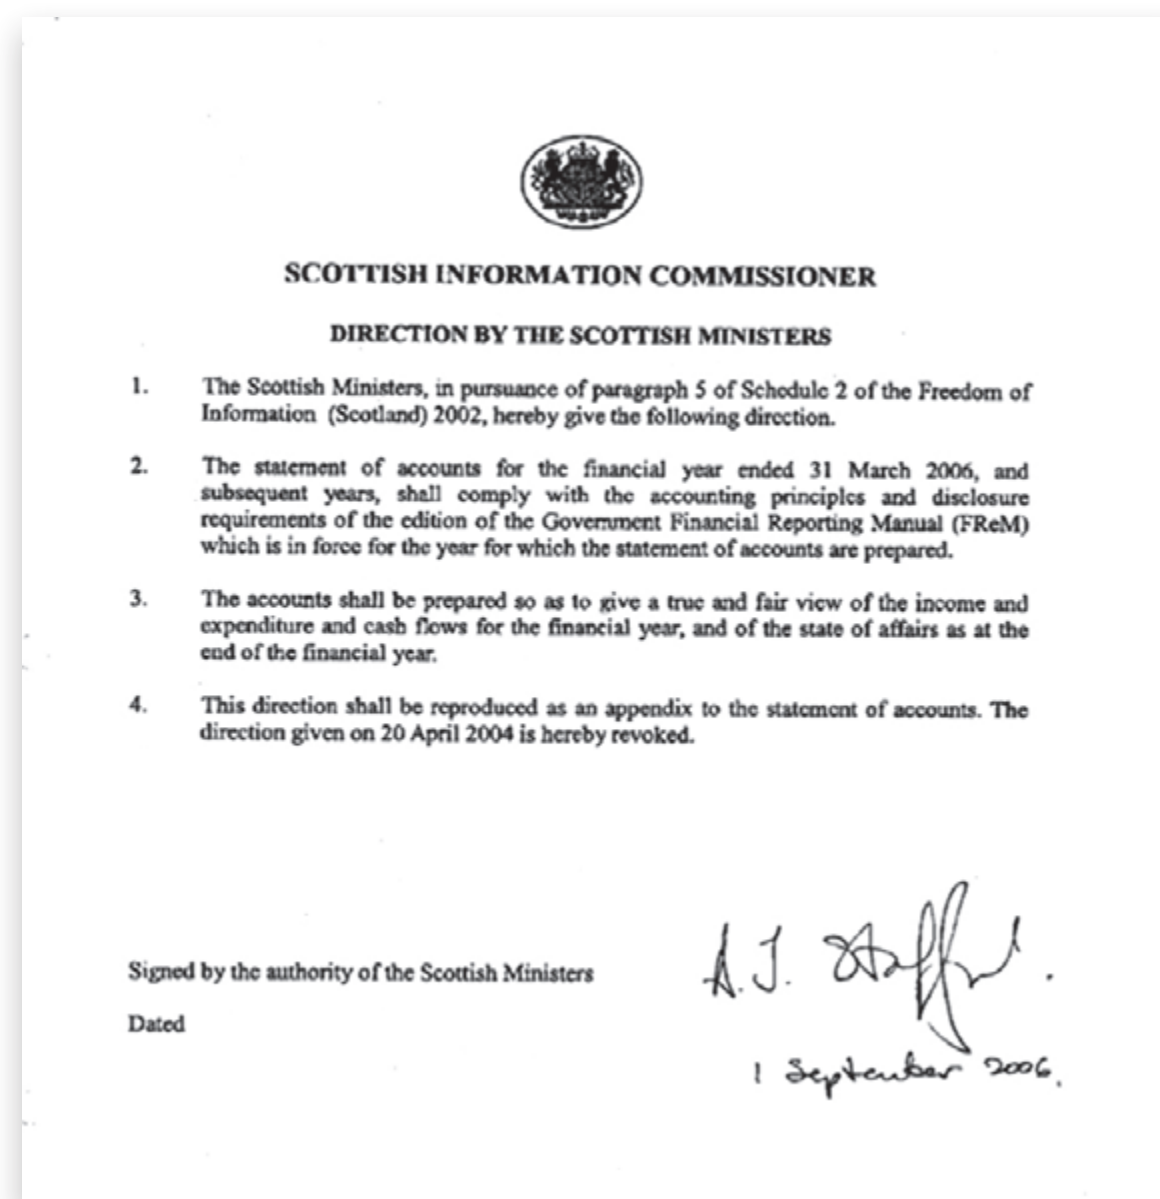 SCOTTISH INFORMATION COMMISSIONER
DIRECTION BY THE SCOTTISH MINISTERS
1. The Scottish Ministers, in pursuance of paragraph 5 of Schedule 2 of the Freedom of
Information (Scotland) 2002, hereby give the following direction.
2. The statement of accounts for the financial year ended 31 March 2006, and
subsequent years, shall comply with the accounting principles and disclosure
requirements of the edition of the Government Financial Reporting Manual (FReM)
which is in force for the year for which the statement of accounts are prepared.
3. The accounts shall be prepared so as to give a true and fair view of the income and
expenditure and cash flows for the financial year, and of the state of affairs as at the
end of the financial year.
4. This direction shall be reproduced as an appendix to the statement of accounts. The
direction given on 20 April 2004 is hereby revoked.
Signed by the authority of the Scottish Ministers
A.J.
Dated
1 September 2006.